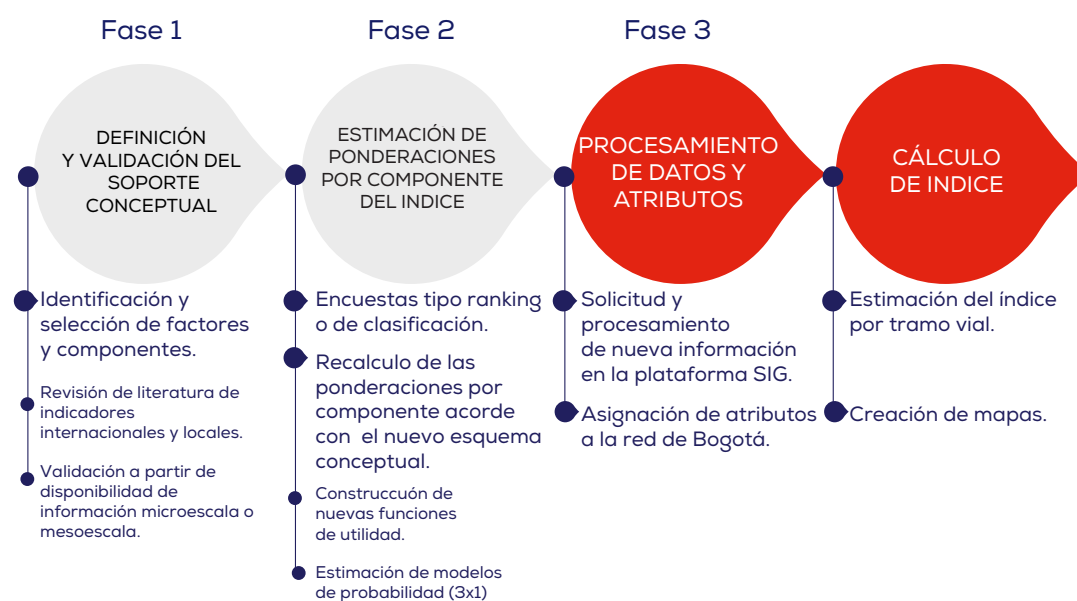 Fase 1
DEFINICIÓN
Y VALIDACIÓN DEL
SOPORTE
CONCEPTUAL
Identificación y
selección de factores
y componentes.
Revisión de literatura de
indicadores
internacionales y locales.
Validación a partir de
disponibilidad de
información microescala o
mesoescala.
Fase 2
ESTIMACIÓN DE
PONDERACIONES
POR COMPONENTE
DEL INDICE
Encuestas tipo ranking
o de clasificación.
Recalculo de las
ponderaciones por
componente acorde
con el nuevo esquema
conceptual.
Construccuón de
nuevas funciones
de utilidad.
Estimación de modelos
de probabilidad (3x1)
Fase 3
PROCESAMIENTO
DE DATOS Y
ATRIBUTOS
Solicitud y
procesamiento
de nueva información
en la plataforma SIG.
Asignación de atributos
a la red de Bogotá.
CÁLCULO
DE INDICE
Estimación del índice
por tramo vial.
Creación de mapas.